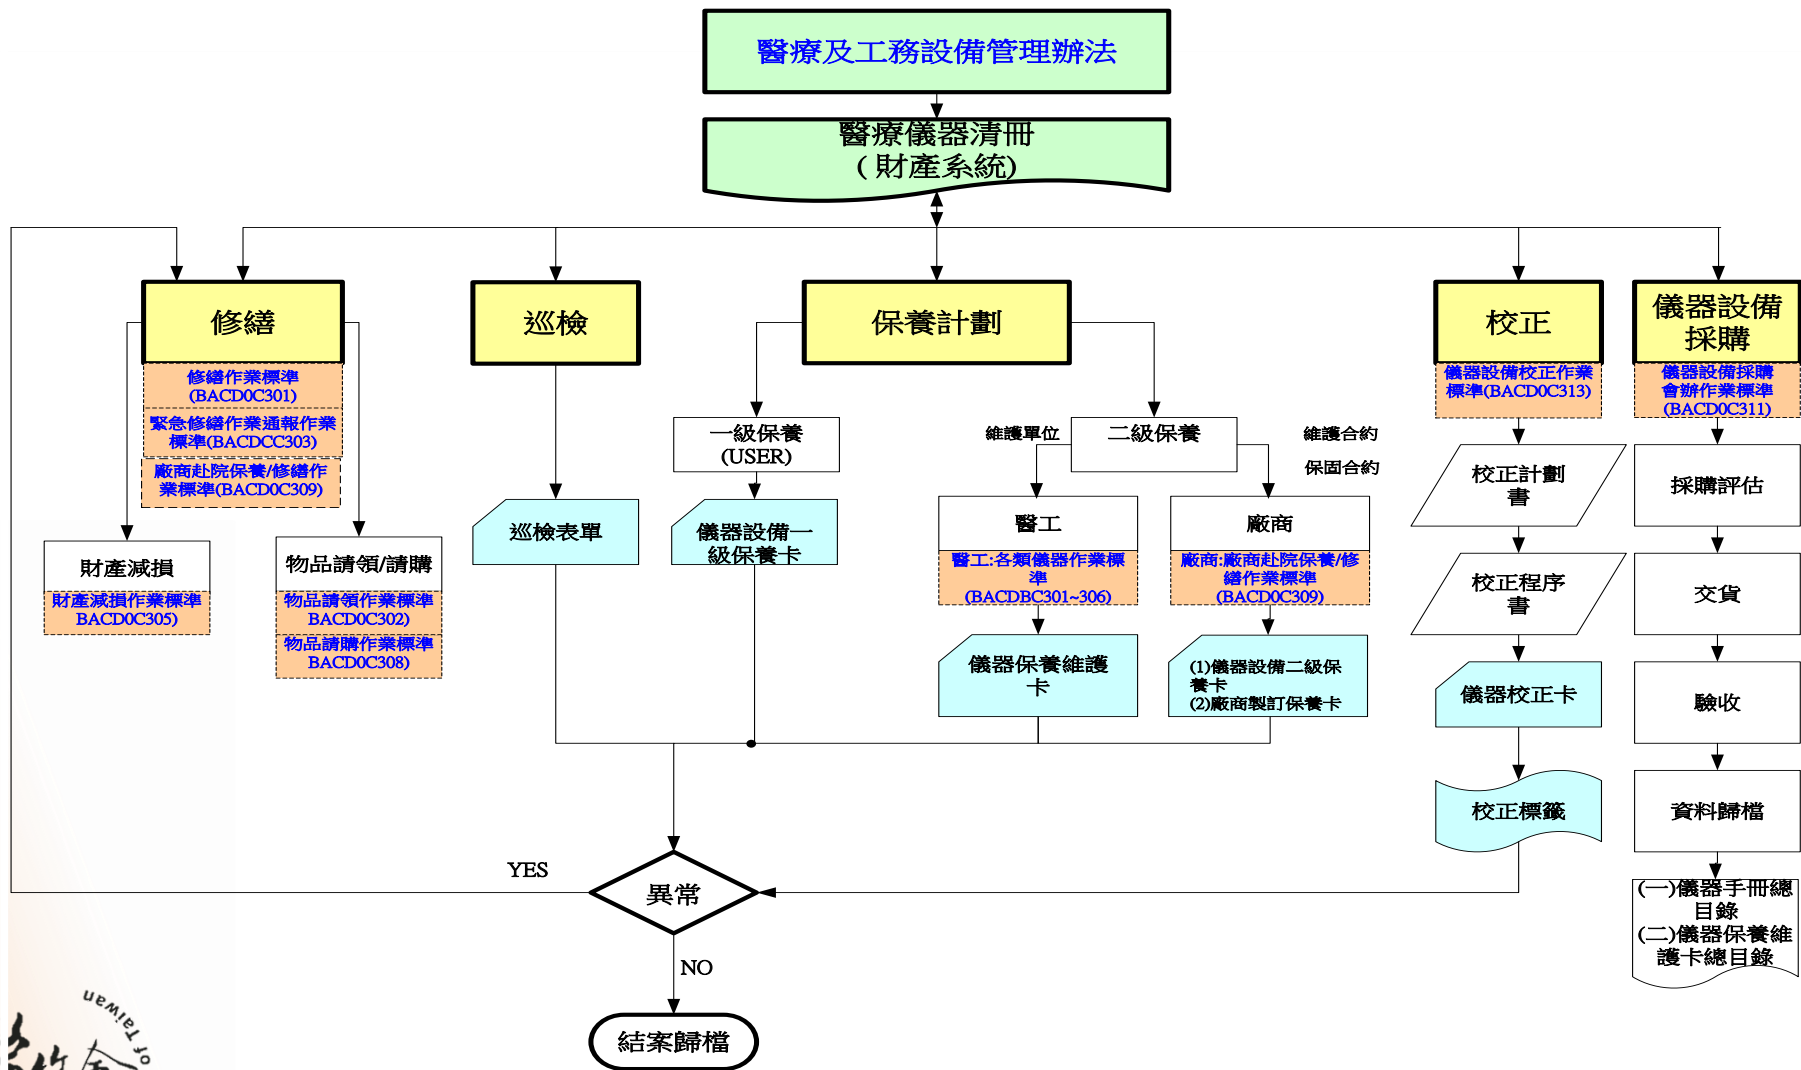 醫療及工務設備管理辦法
醫療儀器清冊
( 財產系統)
修繕
修繕作業標準
(BACD0C301)
緊急修繕作業通報作業
標準(BACDCC303)
廠商赴院保養/修繕作
業標準(BACD0C309)
財產減損
財產減損作業標準
BACD0C305)
物品請領/請購
物品請領作業標準
BACD0C302)
物品請購作業標準
BACD0C308)
巡檢
巡檢表單
保養計劃
一級保養
(USER)
儀器設備一
級保養卡
二級保養
維護單位
維護合約
保固合約
醫工
醫工:各類儀器作業標
準
(BACDBC301~306)
儀器保養維護
卡
廠商
廠商:廠商赴院保養/修
繕作業標準
(BACD0C309)
(1)儀器設備二級保
養卡
(2)廠商製訂保養卡
校正
儀器設備校正作業
標準(BACD0C313)
校正計劃
書
校正程序
書
儀器校正卡
校正標籤
儀器設備
採購
儀器設備採購
會辦作業標準
(BACD0C311)
採購評估
交貨
驗收
資料歸檔
(一)儀器手冊總
目錄
(二)儀器保養維
護卡總目錄
異常
YES
NO
結案歸檔
of Taiwan